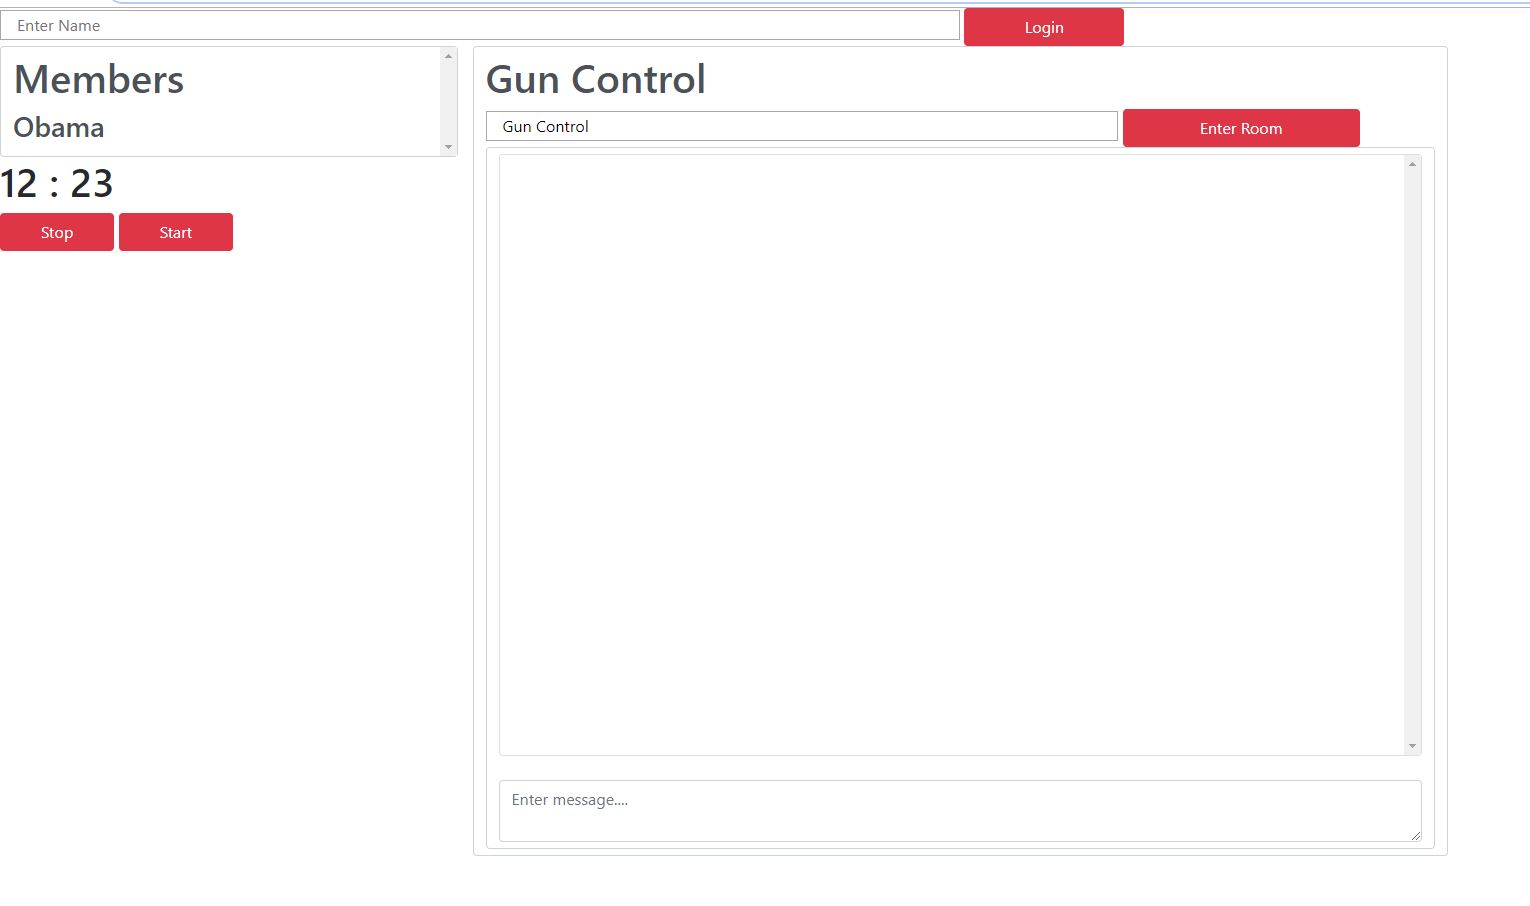 Enter Name
Login
Members
Obama
12 : 23
Stop
Start
Gun Control
Gun Control
Enter Room
Enter message....